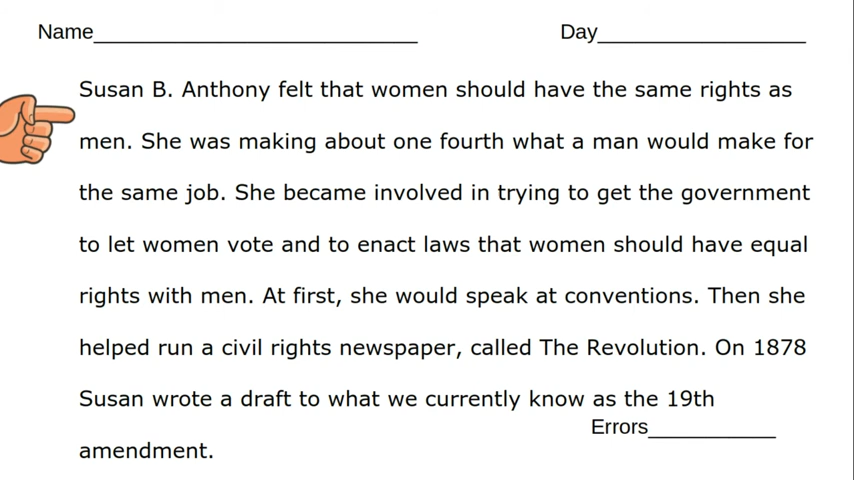 Name____________________________ Day__________________
Susan B. Anthony felt that women should have the same rights as
men. She was making about one fourth what a man would make for
the same job. She became involved in trying to get the government
to let women vote and to enact laws that women should have equal
rights with men. At first, she would speak at conventions. Then she
helped run a civil rights newspaper, called The Revolution. On 1878
Susan wrote a draft to what we currently know as the 19th
Errors___________
amendment.